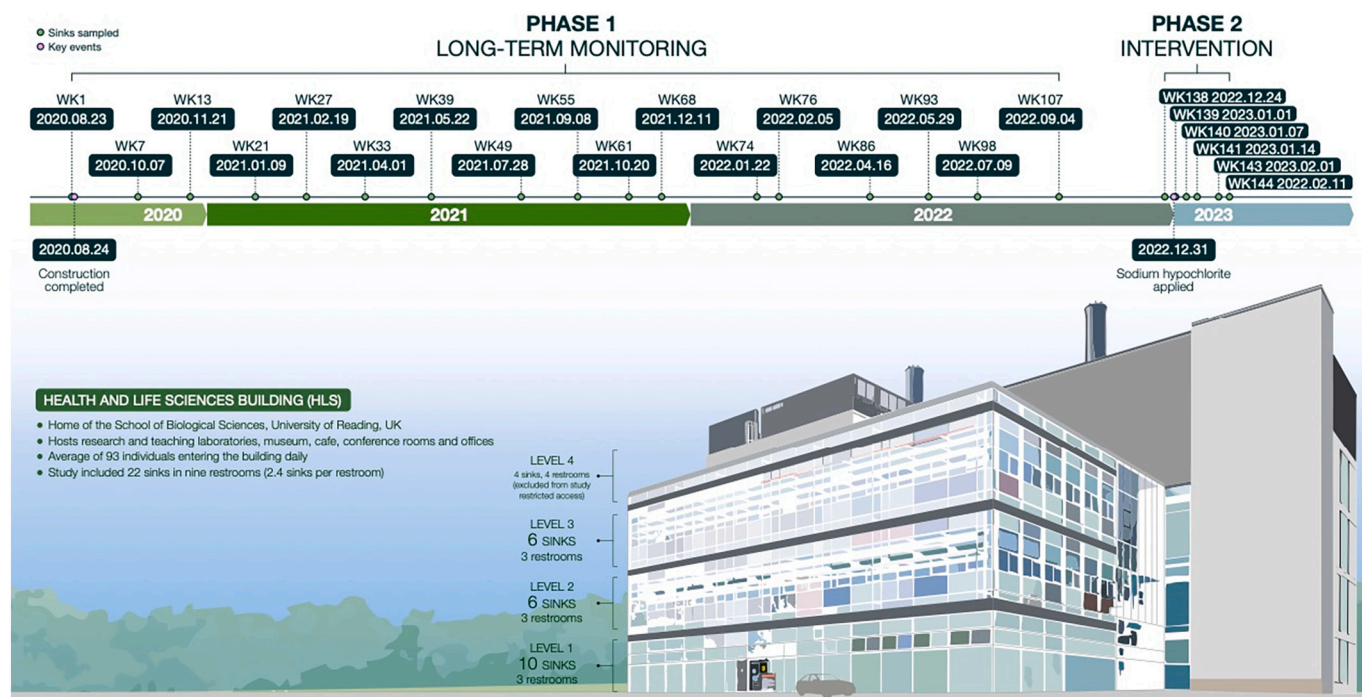 PHASE 1
LONG-TERM MONITORING
PHASE 2
INTERVENTION
Sinks sampled
Key events
WK1
2020.08.23
WK13
2020.11.21
WK27
2021.02.19
WK39
2021.05.22
WK55
2021.09.08
WK68
2021.12.11
WK76
2022.02.05
WK93
2022.05.29
WK107
2022.09.04
WK7
2020.10.07
WK21
2021.01.09
WK33
2021.04.01
WK49
2021.07.28
WK61
2021.10.20
WK74
2022.01.22
WK86
2022.04.16
WK98
2022.07.09
WK138 2022.12.24
WK139 2023.01.01
WK140 2023.01.07
WK141 2023.01.14
WK143 2023.02.01
WK144 2022.02.11
2020
2021
2022
2023
2020.08.24
Construction
completed
2022.12.31
Sodium hypochlorite
applied
HEALTH AND LIFE SCIENCES BUILDING (HLS)
Home of the School of Biological Sciences, University of Reading, UK
Hosts research and teaching laboratories, museum, cafe, conference rooms and offices
Average of 93 individuals entering the building daily
Study included 22 sinks in nine restrooms (2.4 sinks per restroom)
LEVEL 4
4 sinks, 4 restrooms
(excluded from study
restricted access)
LEVEL 3
6 SINKS
3 restrooms
LEVEL 2
6 SINKS
3 restrooms
LEVEL 1
10 SINKS
3 restrooms